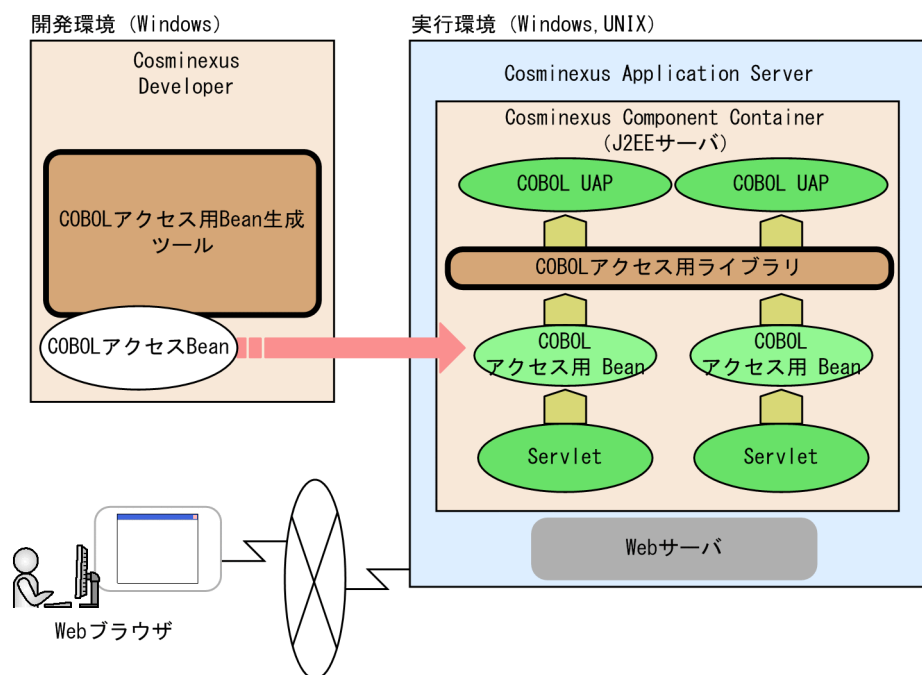 開発環境 (Windows)
Cosminexus
Developer
COBOLアクセス用Bean生成
ツール
COBOLアクセスBean
実行環境 (Windows,UNIX)
Cosminexus Application Server
Cosminexus Component Container
(J2EEサーバ)
COBOL UAP
COBOL UAP
COBOLアクセス用ライブラリ
COBOL
アクセス用 Bean
COBOL
アクセス用 Bean
Servlet
Servlet
Webサーバ
Webブラウザ